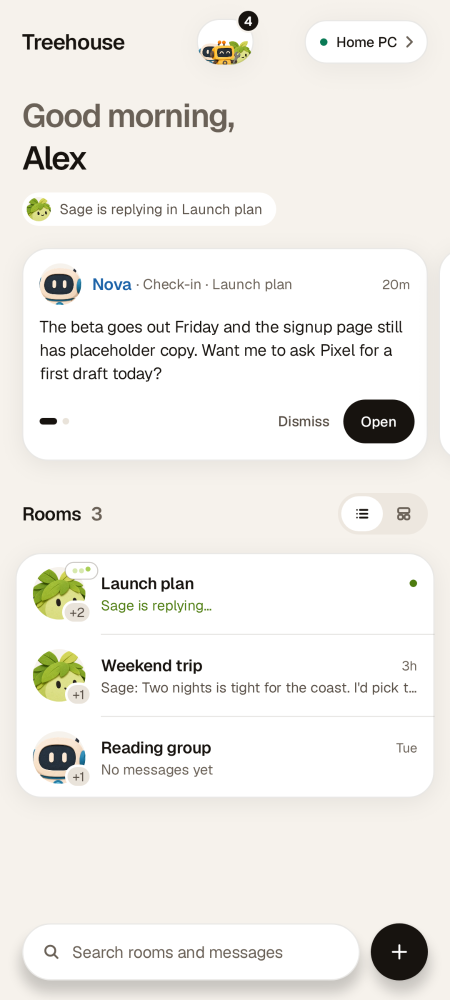 Treehouse
4
Home PC
Good morning,
Alex
Sage is replying in Launch plan
Nova · Check-in · Launch plan
20m
The beta goes out Friday and the signup page still
has placeholder copy. Want me to ask Pixel for a
first draft today?
Dismiss
Open
Rooms 3
Launch plan
+2
Sage is replying...
Weekend trip
3h
+1
Sage: Two nights is tight for the coast. I'd pick t...
Reading group
Tue
+1
No messages yet
Search rooms and messages